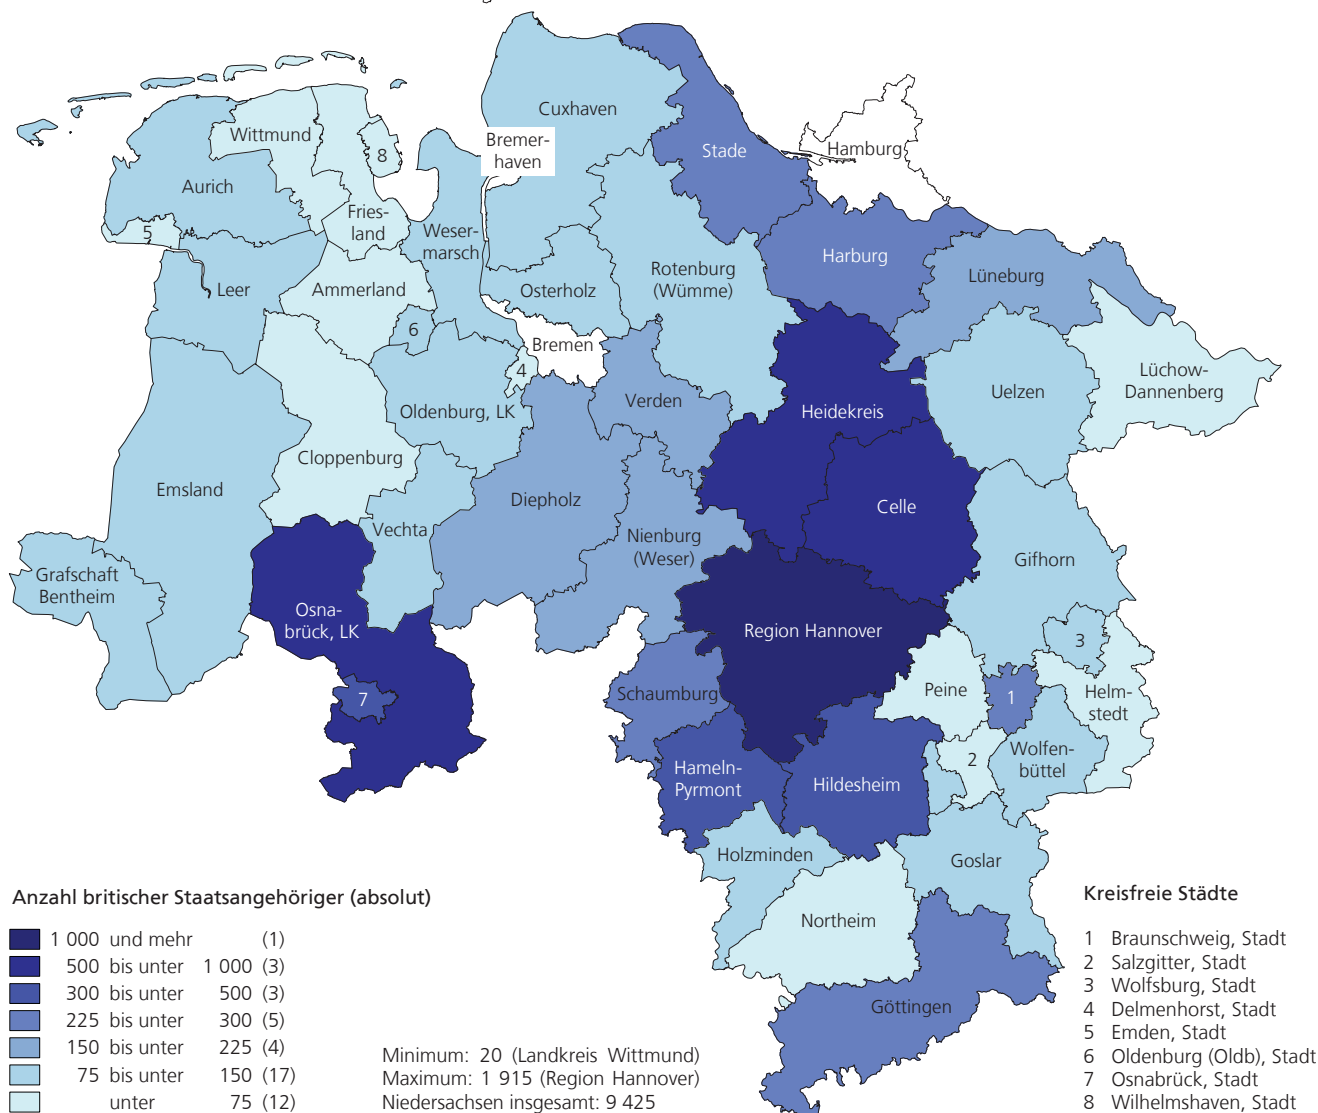 Cuxhaven
Bremer-
haven
Wittmund
8
Stade
Hamburg
Aurich
Fries-
land
5
Weser-
marsch
Harburg
Rotenburg
(Wümme)
Lüneburg
Leer
Ammerland
Osterholz
6
Bremen
4
Lüchow-
Dannenberg
Uelzen
Verden
Heidekreis
Oldenburg, LK
Cloppenburg
Emsland
Diepholz
Celle
Vechta
Nienburg
(Weser)
Gifhorn
Grafschaft
Bentheim
Osna-
brück, LK
Region Hannover
3
Schaumburg
Peine
7
1
Helm-
stedt
Wolfen-
büttel
2
Hameln-
Pyrmont
Hildesheim
Holzminden
Goslar
Northeim
Göttingen
Anzahl britischer Staatsangehöriger (absolut)
1 000 und mehr (1)
500 bis unter 1 000 (3)
300 bis unter 500 (3)
225 bis unter 300 (5)
150 bis unter 225 (4)
75 bis unter 150 (17)
unter 75 (12)
Minimum: 20 (Landkreis Wittmund)
Maximum: 1 915 (Region Hannover)
Niedersachsen insgesamt: 9 425
Kreisfreie Städte
1 Braunschweig, Stadt
2 Salzgitter, Stadt
3 Wolfsburg, Stadt
4 Delmenhorst, Stadt
5 Emden, Stadt
6 Oldenburg (Oldb), Stadt
7 Osnabrück, Stadt
8 Wilhelmshaven, Stadt